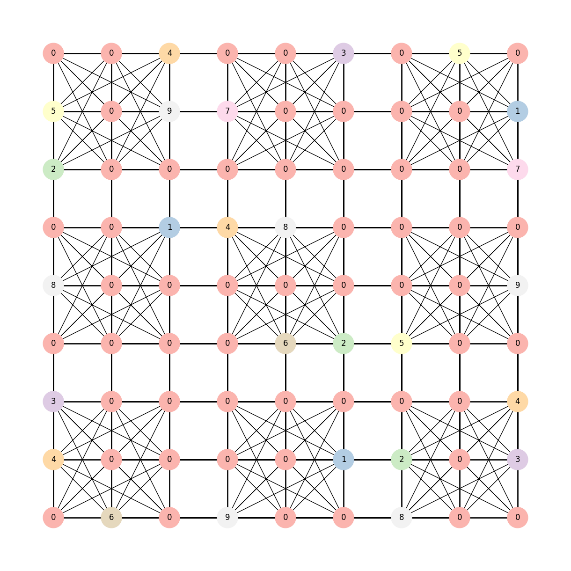 0 0 4 0 0 3 0 5 0
5 0 9 7 0 0 0 0 1
2 0 0 0 0 0 0 0 7
0 0 1 4 8 0 0 0 0
8 0 0 0 0 0 0 0 9
0 0 0 0 6 2 5 0 0
3 0 0 0 0 0 0 0 4
4 0 0 0 0 1 2 0 3
0 6 0 9 0 0 8 0 0